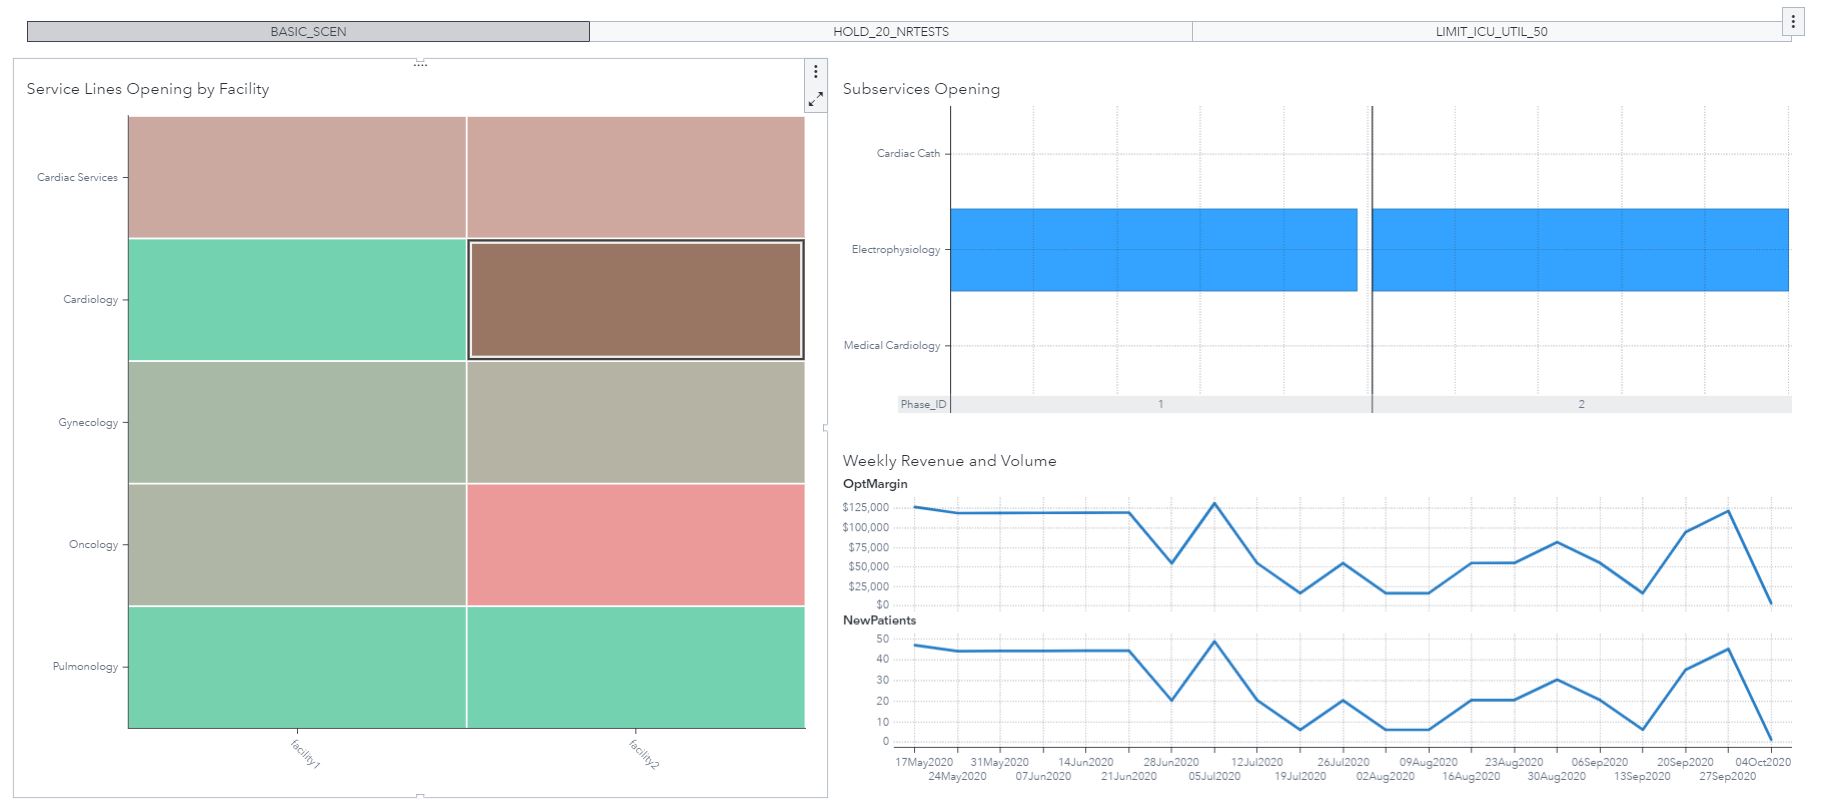 BASIC_SCEN
HOLD_20_NRTESTS
LIMIT_ICU_UTIL_50
Service Lines Opening by Facility
Cardiac Services
Cardiology
Gynecology
Oncology
Pulmonology
facility1
facility2
Subservices Opening
Cardiac Cath
Electrophysiology
Medical Cardiology
Phase_ID 1 2
Weekly Revenue and Volume
OptMargin
$125,000
$100,000
$75,000
$50,000
$25,000
$0
NewPatients
50
40
30
20
10
0
17May2020 31May2020 14Jun2020 28Jun2020 12Jul2020 26Jul2020 09Aug2020 23Aug2020 06Sep2020 20Sep2020 04Oct2020
24May2020 07Jun2020 21Jun2020 05Jul2020 19Jul2020 02Aug2020 16Aug2020 30Aug2020 13Sep2020 27Sep2020